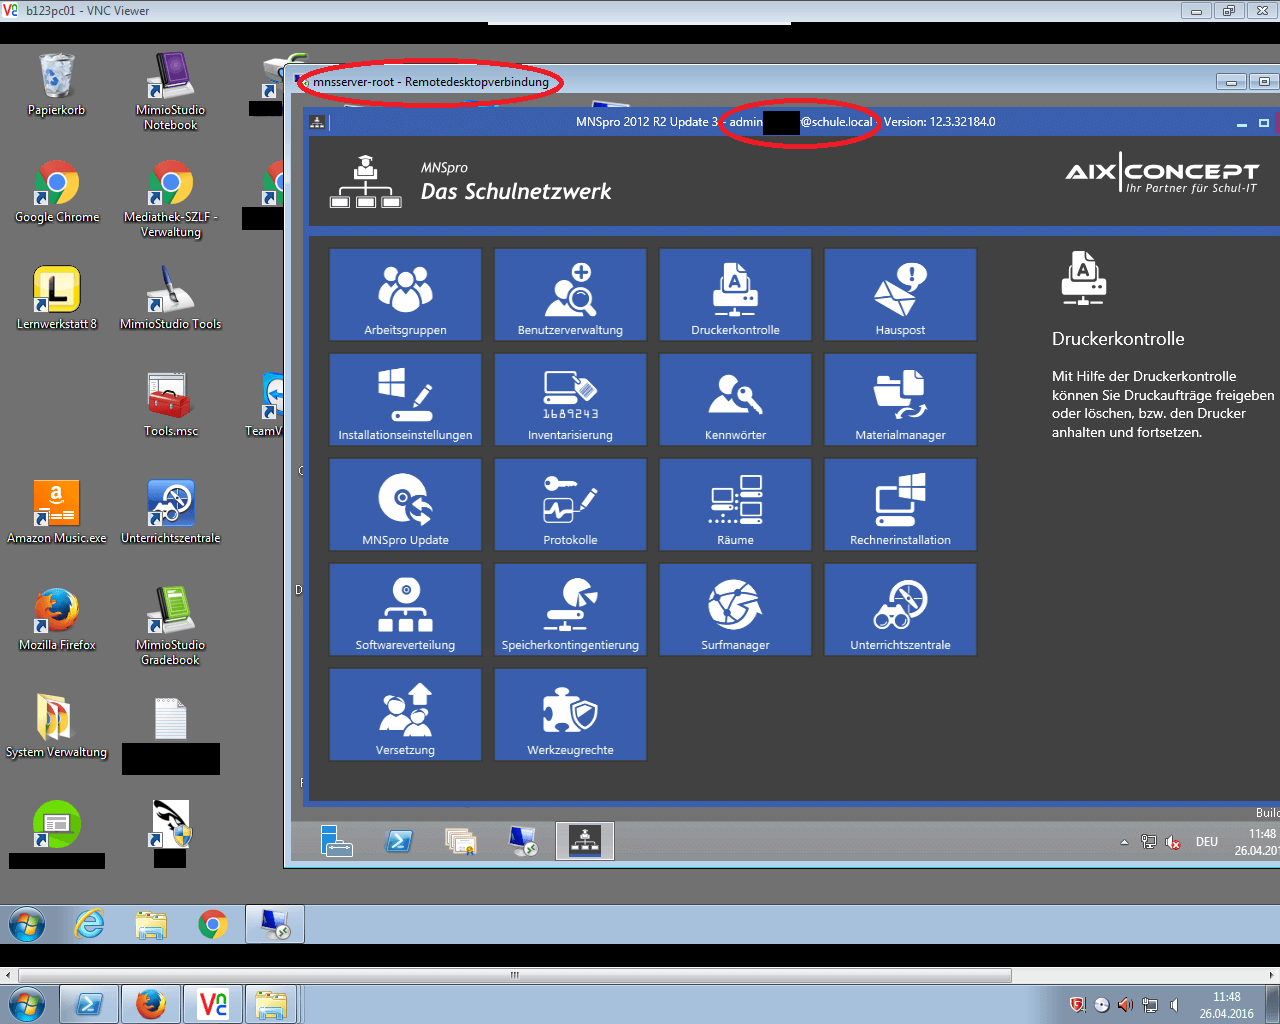 b123pc01 - VNC Viewer
Papierkorb
MimioStudio
Notebook
Google Chrome
Mediathek-SZLF -
Verwaltung
Lernwerkstatt 8
MimioStudio Tools
Tools.msc
TeamV
Amazon Music.exe
Unterrichtszentrale
Mozilla Firefox
MimioStudio
Gradebook
System Verwaltung
mnsserver-root - Remotedesktopverbindung
MNSpro 2012 R2 Update 3 - admin @schule.local - Version: 12.3.32184.0
MNSpro
Das Schulnetzwerk
AIX CONCEPT
Ihr Partner für Schul-IT
Arbeitsgruppen
Benutzerverwaltung
Druckerkontrolle
Hauspost
Installationseinstellungen
1689243
Inventarisierung
Kennwörter
Materialmanager
MNSpro Update
Protokolle
Räume
Rechnerinstallation
Softwareverteilung
Speicherkontingentierung
Surfmanager
Unterrichtszentrale
Versetzung
Werkzeugrechte
Druckerkontrolle
Mit Hilfe der Druckerkontrolle
können Sie Druckaufträge freigeben
oder löschen, bzw. den Drucker
anhalten und fortsetzen.
Build
DEU
11:48
26.04.201
11:48
26.04.2016